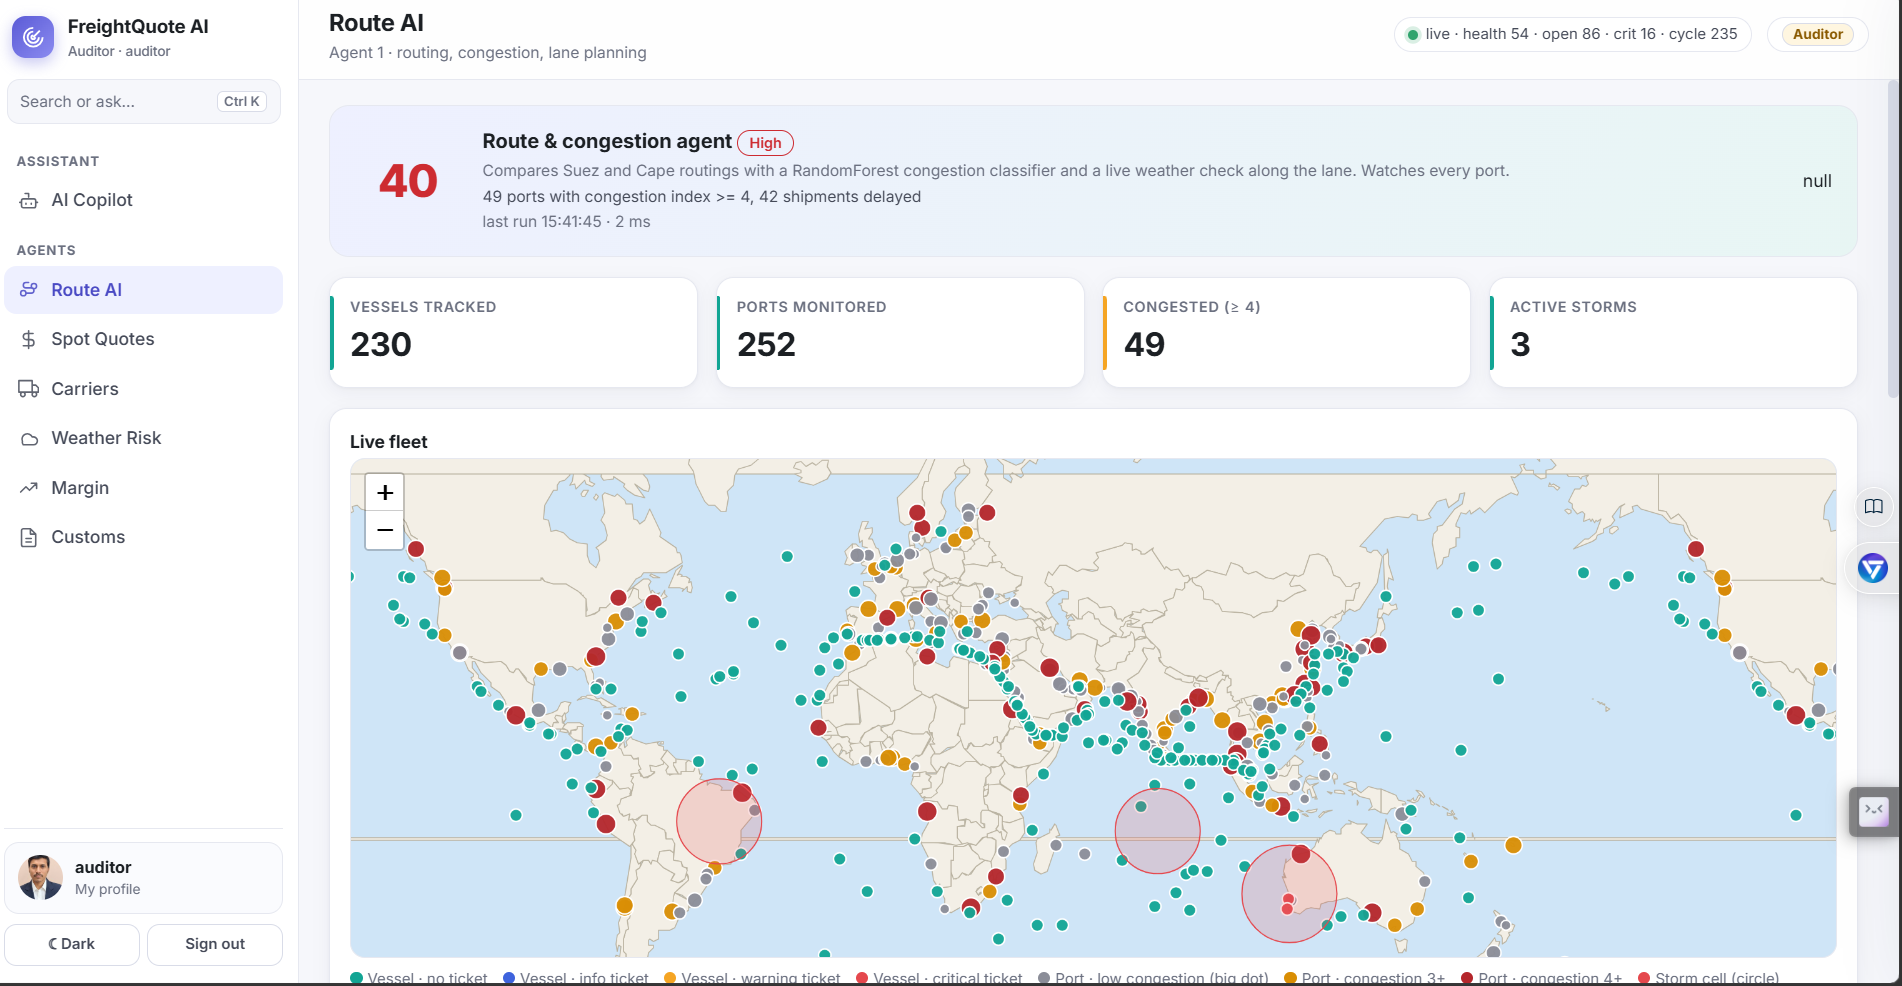 FreightQuote AI
Auditor · auditor
Search or ask...
Ctrl K
ASSISTANT
AI Copilot
AGENTS
Route AI
Spot Quotes
Carriers
Weather Risk
Margin
Customs
auditor
My profile
☾ Dark
Sign out
Route AI
Agent 1 · routing, congestion, lane planning
live · health 54 · open 86 · crit 16 · cycle 235
Auditor
40
Route & congestion agent High
Compares Suez and Cape routings with a RandomForest congestion classifier and a live weather check along the lane. Watches every port.
49 ports with congestion index >= 4, 42 shipments delayed
last run 15:41:45 · 2 ms
null
VESSELS TRACKED
230
PORTS MONITORED
252
CONGESTED (≥ 4)
49
ACTIVE STORMS
3
Live fleet
+
−
Vessel · no ticket
Vessel · info ticket
Vessel · warning ticket
Vessel · critical ticket
Port · low congestion (big dot)
Port · congestion 3+
Port · congestion 4+
Storm cell (circle)